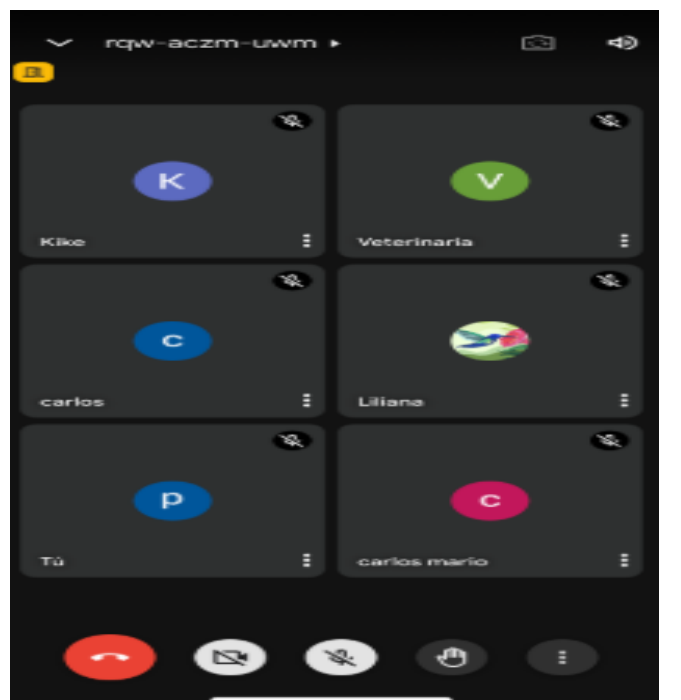 rqw-aczm-uwm
K
V
Kike
Veterinaria
c
carlos
Liliana
p
c
Tú
carlos mario